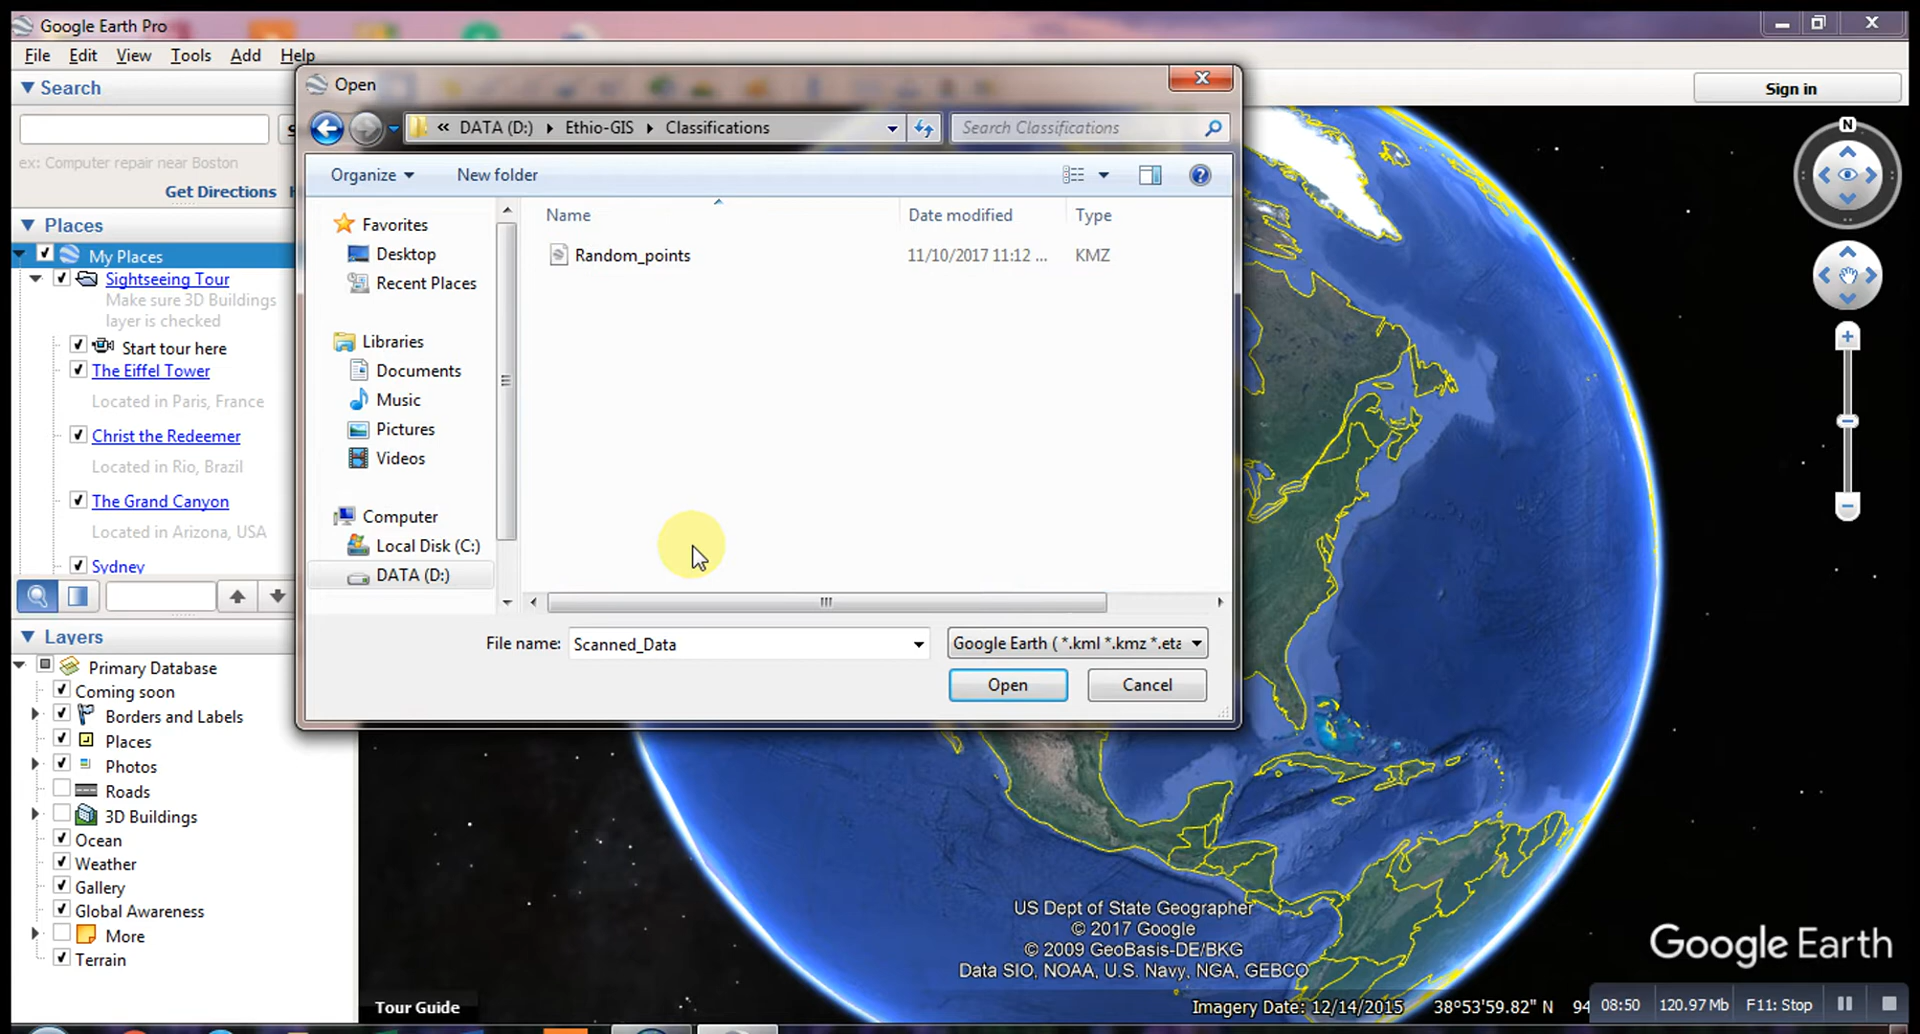 Google Earth Pro
File Edit View Tools Add Help
Search
ex: Computer repair near Boston
Get Directions
Places
My Places
Sightseeing Tour
Make sure 3D Buildings
layer is checked
Start tour here
The Eiffel Tower
Located in Paris, France
Christ the Redeemer
Located in Rio, Brazil
The Grand Canyon
Located in Arizona, USA
Sydney
Layers
Primary Database
Coming soon
Borders and Labels
Places
Photos
Roads
3D Buildings
Ocean
Weather
Gallery
Global Awareness
More
Terrain
Open
« DATA (D:) Ethio-GIS Classifications
Search Classifications
Organize New folder
Favorites
Desktop
Recent Places
Libraries
Documents
Music
Pictures
Videos
Computer
Local Disk (C:)
DATA (D:)
Name Date modified Type
Random_points 11/10/2017 11:12 ... KMZ
File name: Scanned_Data
Google Earth ( *.kml *.kmz *.eta
Open Cancel
Sign in
N
US Dept of State Geographer
© 2017 Google
© 2009 GeoBasis-DE/BKG
Data SIO, NOAA, U.S. Navy, NGA, GEBCO
Google Earth
Tour Guide
Imagery Date: 12/14/2015 38°53'59.82" N 94
08:50 120.97Mb F11: Stop